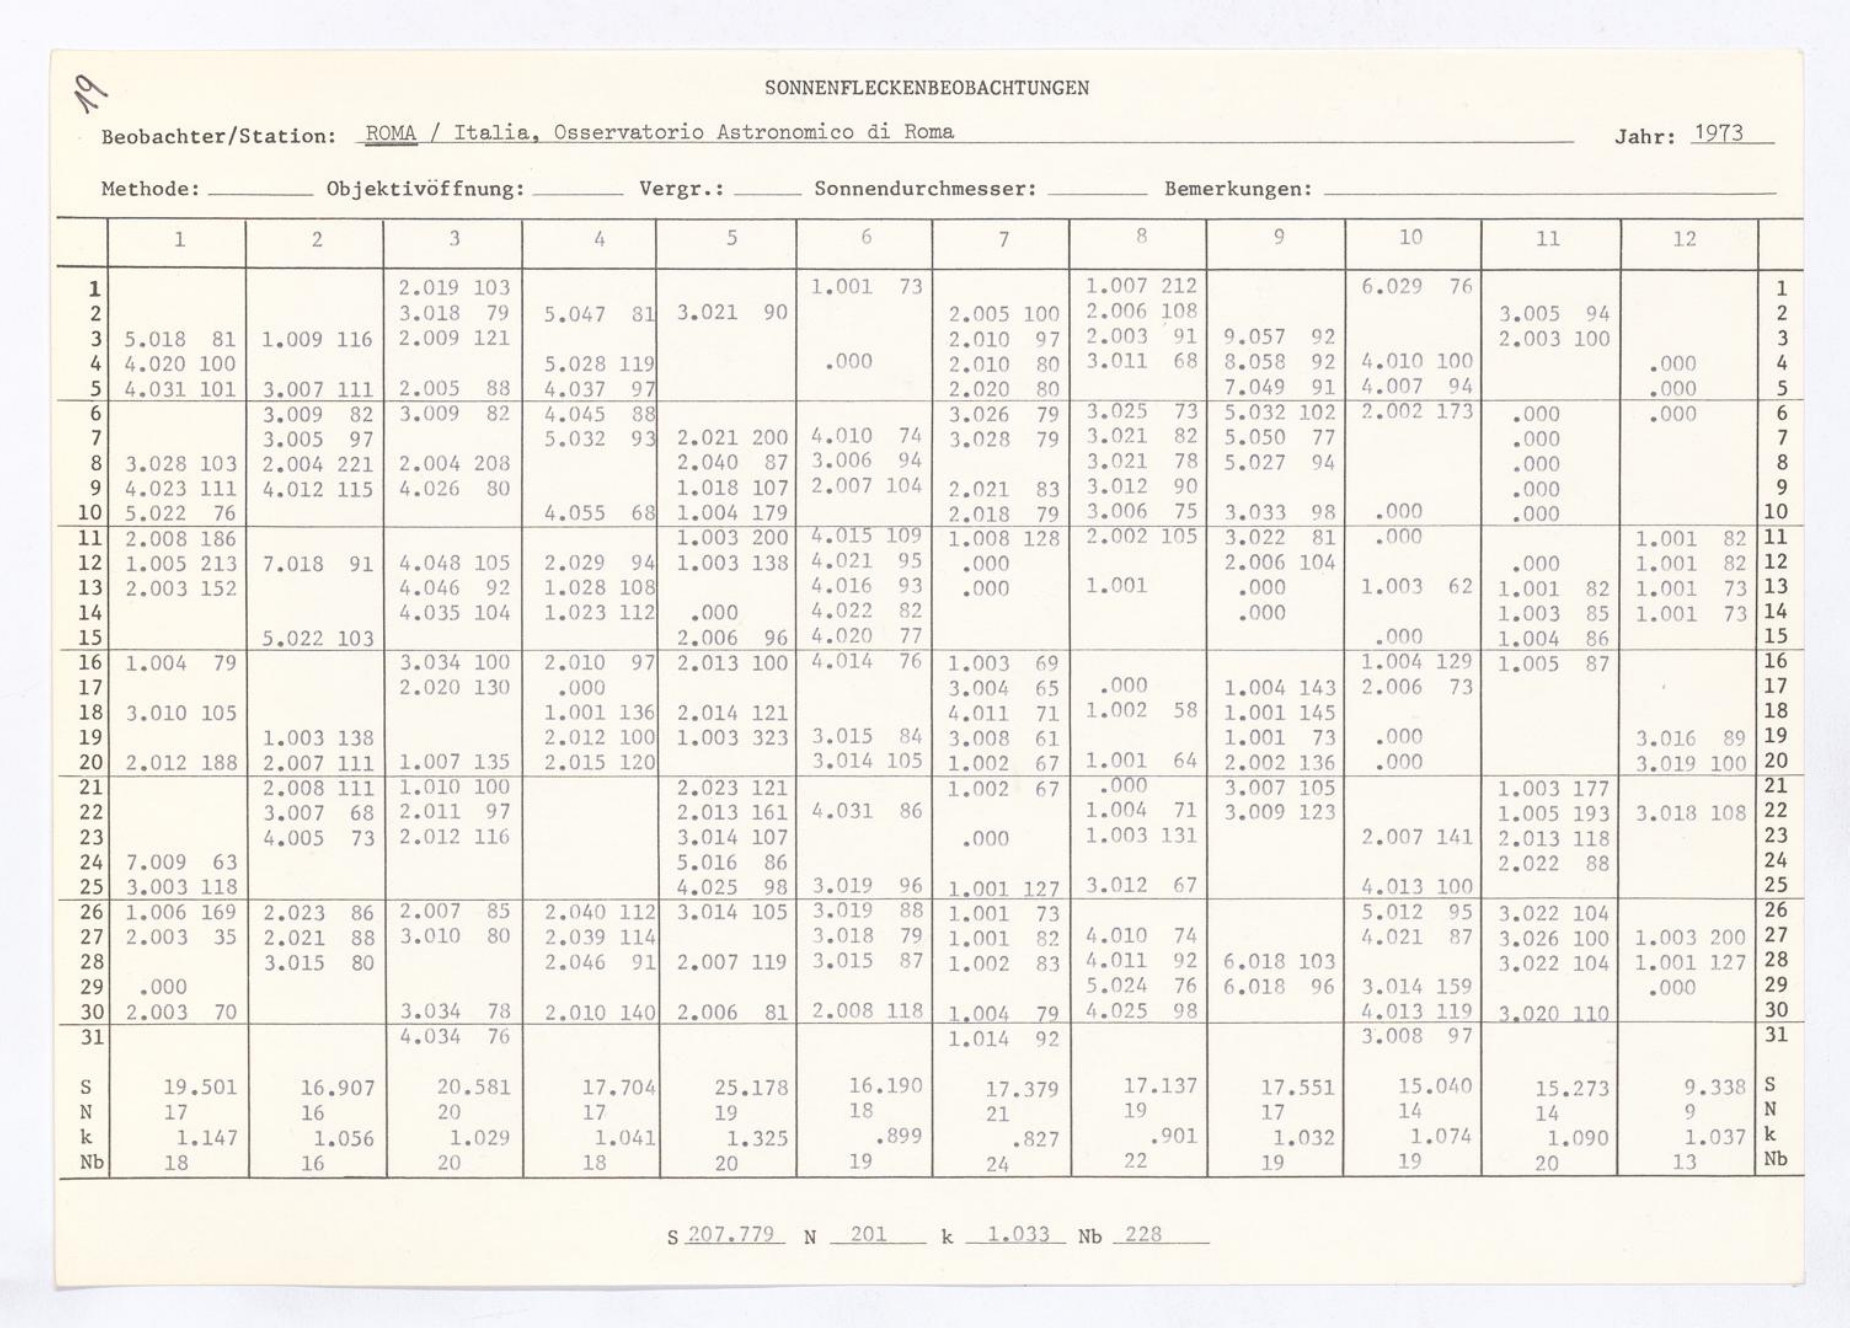 19
SONNENFLECKENBEOBACHTUNGEN
Beobachter/Station: ROMA / Italia, Osservatorio Astronomico di Roma Jahr: 1973
Methode: Objektivöffnung: Vergr.: Sonnendurchmesser: Bemerkungen:
1 2 3 4 5 6 7 8 9 10 11 12
1 2.019 103 1.001 73 1.007 212 6.029 76 1
2 3.018 79 5.047 81 3.021 90 2.005 100 2.006 108 3.005 94 2
3 5.018 81 1.009 116 2.009 121 2.010 97 2.003 91 9.057 92 2.003 100 3
4 4.020 100 5.028 119 .000 2.010 80 3.011 68 8.058 92 4.010 100 .000 4
5 4.031 101 3.007 111 2.005 88 4.037 97 2.020 80 7.049 91 4.007 94 .000 5
6 3.009 82 3.009 82 4.045 88 3.026 79 3.025 73 5.032 102 2.002 173 .000 .000 6
7 3.005 97 5.032 93 2.021 200 4.010 74 3.028 79 3.021 82 5.050 77 .000 7
8 3.028 103 2.004 221 2.004 208 2.040 87 3.006 94 3.021 78 5.027 94 .000 8
9 4.023 111 4.012 115 4.026 80 1.018 107 2.007 104 2.021 83 3.012 90 .000 9
10 5.022 76 4.055 68 1.004 179 2.018 79 3.006 75 3.033 98 .000 .000 10
11 2.008 186 1.003 200 4.015 109 1.008 128 2.002 105 3.022 81 .000 1.001 82 11
12 1.005 213 7.018 91 4.048 105 2.029 94 1.003 138 4.021 95 .000 2.006 104 .000 1.001 82 12
13 2.003 152 4.046 92 1.028 108 4.016 93 .000 1.001 .000 1.003 62 1.001 82 1.001 73 13
14 4.035 104 1.023 112 .000 4.022 82 .000 1.003 85 1.001 73 14
15 5.022 103 2.006 96 4.020 77 .000 1.004 86 15
16 1.004 79 3.034 100 2.010 97 2.013 100 4.014 76 1.003 69 1.004 129 1.005 87 16
17 2.020 130 .000 3.004 65 .000 1.004 143 2.006 73 17
18 3.010 105 1.001 136 2.014 121 4.011 71 1.002 58 1.001 145 18
19 1.003 138 2.012 100 1.003 323 3.015 84 3.008 61 1.001 73 .000 3.016 89 19
20 2.012 188 2.007 111 1.007 135 2.015 120 3.014 105 1.002 67 1.001 64 2.002 136 .000 3.019 100 20
21 2.008 111 1.010 100 2.023 121 1.002 67 .000 3.007 105 1.003 177 21
22 3.007 68 2.011 97 2.013 161 4.031 86 1.004 71 3.009 123 1.005 193 3.018 108 22
23 4.005 73 2.012 116 3.014 107 .000 1.003 131 2.007 141 2.013 118 23
24 7.009 63 5.016 86 2.022 88 24
25 3.003 118 4.025 98 3.019 96 1.001 127 3.012 67 4.013 100 25
26 1.006 169 2.023 86 2.007 85 2.040 112 3.014 105 3.019 88 1.001 73 5.012 95 3.022 104 26
27 2.003 35 2.021 88 3.010 80 2.039 114 3.018 79 1.001 82 4.010 74 4.021 87 3.026 100 1.003 200 27
28 3.015 80 2.046 91 2.007 119 3.015 87 1.002 83 4.011 92 6.018 103 3.022 104 1.001 127 28
29 .000 5.024 76 6.018 96 3.014 159 .000 29
30 2.003 70 3.034 78 2.010 140 2.006 81 2.008 118 1.004 79 4.025 98 4.013 119 3.020 110 30
31 4.034 76 1.014 92 3.008 97 31
S 19.501 16.907 20.581 17.704 25.178 16.190 17.379 17.137 17.551 15.040 15.273 9.338 S
N 17 16 20 17 19 18 21 19 17 14 14 9 N
k 1.147 1.056 1.029 1.041 1.325 .899 .827 .901 1.032 1.074 1.090 1.037 k
Nb 18 16 20 18 20 19 24 22 19 19 20 13 Nb
S 207.779 N 201 k 1.033 Nb 228